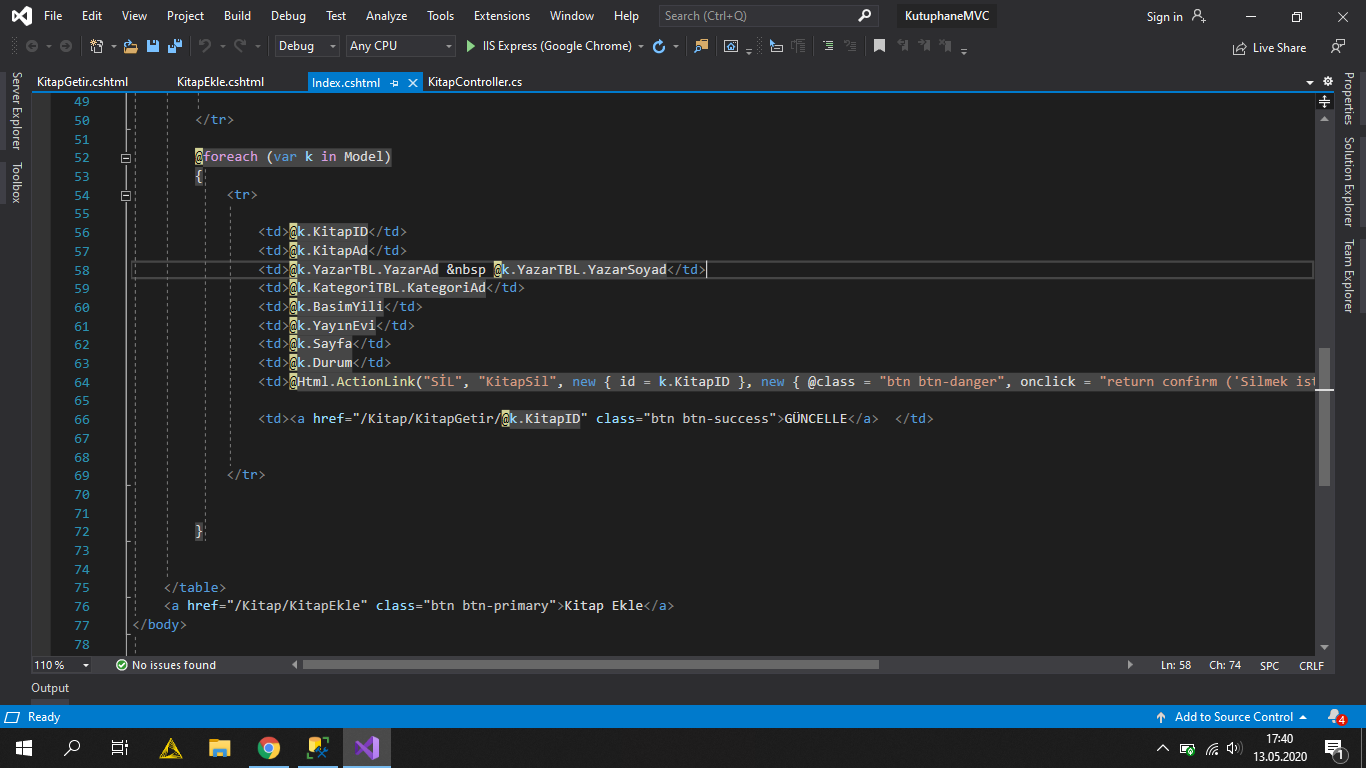 File Edit View Project Build Debug Test Analyze Tools Extensions Window Help Search (Ctrl+Q) KutuphaneMVC Sign in
Debug Any CPU IIS Express (Google Chrome) Live Share
KitapGetir.cshtml KitapEkle.cshtml Index.cshtml KitapController.cs
Server Explorer
Toolbox
Properties
Solution Explorer
Team Explorer
49
50 </tr>
51
52 @foreach (var k in Model)
53 {
54 <tr>
55
56 <td>@k.KitapID</td>
57 <td>@k.KitapAd</td>
58 <td>@k.YazarTBL.YazarAd &nbsp @k.YazarTBL.YazarSoyad</td>
59 <td>@k.KategoriTBL.KategoriAd</td>
60 <td>@k.BasimYili</td>
61 <td>@k.YayınEvi</td>
62 <td>@k.Sayfa</td>
63 <td>@k.Durum</td>
64 <td>@Html.ActionLink("SİL", "KitapSil", new { id = k.KitapID }, new { @class = "btn btn-danger", onclick = "return confirm ('Silmek ist
65
66 <td><a href="/Kitap/KitapGetir/@k.KitapID" class="btn btn-success">GÜNCELLE</a> </td>
67
68
69 </tr>
70
71
72 }
73
74
75 </table>
76 <a href="/Kitap/KitapEkle" class="btn btn-primary">Kitap Ekle</a>
77 </body>
78
110 % No issues found Ln: 58 Ch: 74 SPC CRLF
Output
Ready Add to Source Control 4
17:40
13.05.2020
1